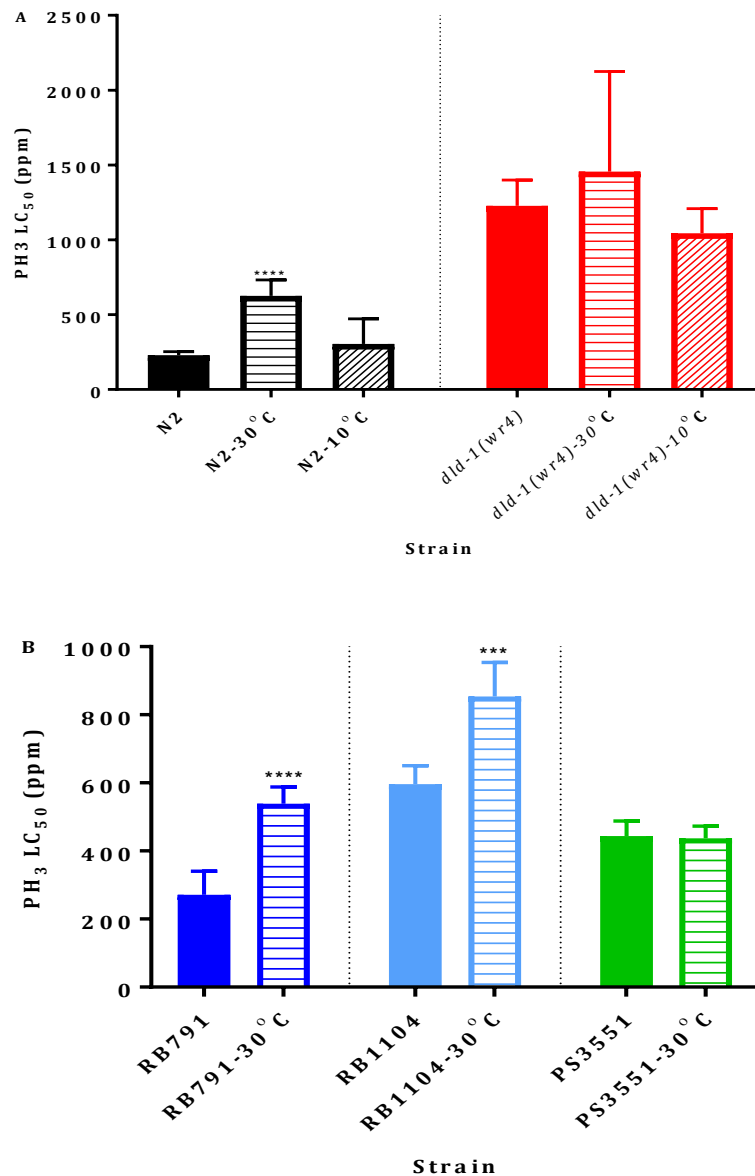 A
2500
2000
1500
1000
500
0
PH3 LC50 (ppm)
****
N2
N2-30°C
N2-10°C
dld-1(wr4)
dld-1(wr4)-30°C
dld-1(wr4)-10°C
Strain
B
1000
800
600
400
200
0
PH3 LC50 (ppm)
****
***
RB791
RB791-30°C
RB1104
RB1104-30°C
PS3551
PS3551-30°C
Strain